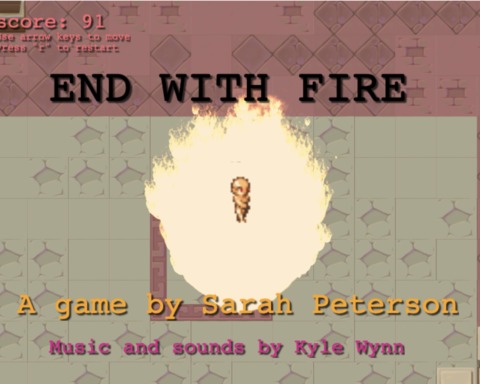 score: 91
Use arrow keys to move
Press "r" to restart
END WITH FIRE
A game by Sarah Peterson
Music and sounds by Kyle Wynn